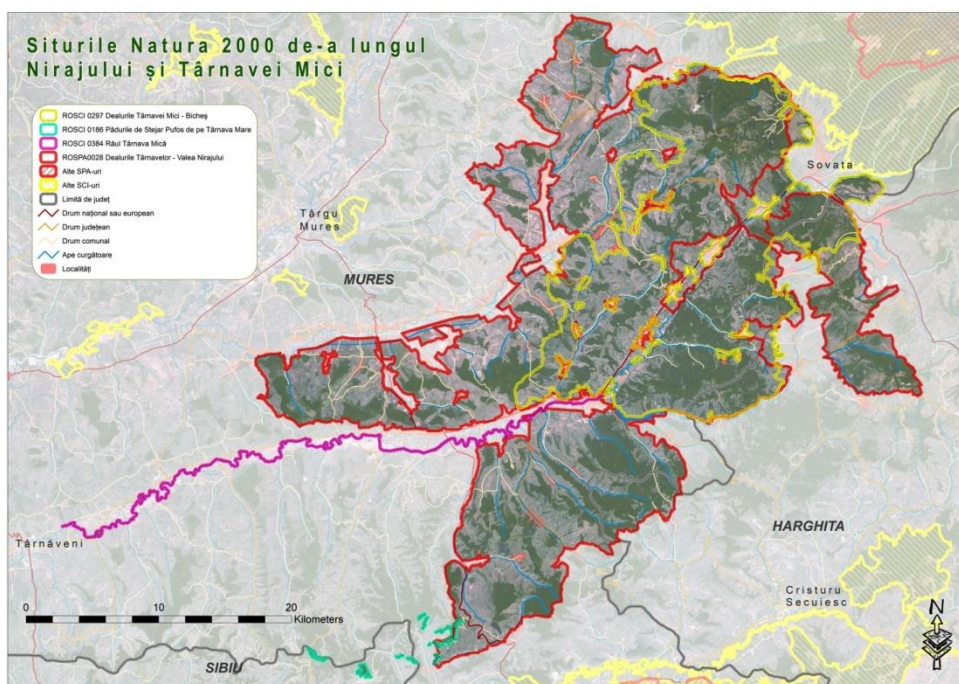 Siturile Natura 2000 de-a lungul
Nirajului și Târnavei Mici
ROSCI 0297 Dealurile Târnavei Mici - Bicheș
ROSCI 0186 Pădurile de Stejar Pufos de pe Târnava Mare
ROSCI 0384 Râul Târnava Mică
ROSPA0028 Dealurile Târnavelor - Valea Nirajului
Alte SPA-uri
Alte SCI-uri
Limită de județ
Drum național sau european
Drum județean
Drum comunal
Ape curgătoare
Localități
Sovata
Târgu
Mures
MURES
Târnăveni
HARGHITA
Cristuru
Secuiesc
0 10 20
Kilometers
SIBIU
N